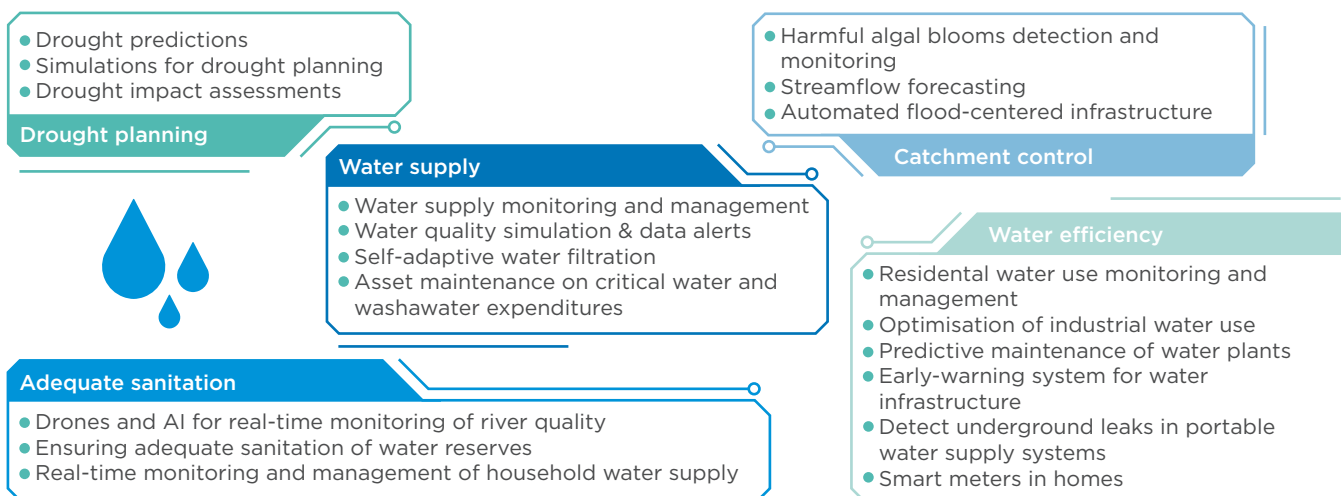 • Drought predictions
• Simulations for drought planning
• Drought impact assessments
Drought planning
• Harmful algal blooms detection and
monitoring
• Streamflow forecasting
• Automated flood-centered infrastructure
Catchment control
Water supply
• Water supply monitoring and management
• Water quality simulation & data alerts
• Self-adaptive water filtration
• Asset maintenance on critical water and
washawater expenditures
Water efficiency
• Residental water use monitoring and
management
• Optimisation of industrial water use
• Predictive maintenance of water plants
• Early-warning system for water
infrastructure
• Detect underground leaks in portable
water supply systems
• Smart meters in homes
Adequate sanitation
• Drones and AI for real-time monitoring of river quality
• Ensuring adequate sanitation of water reserves
• Real-time monitoring and management of household water supply